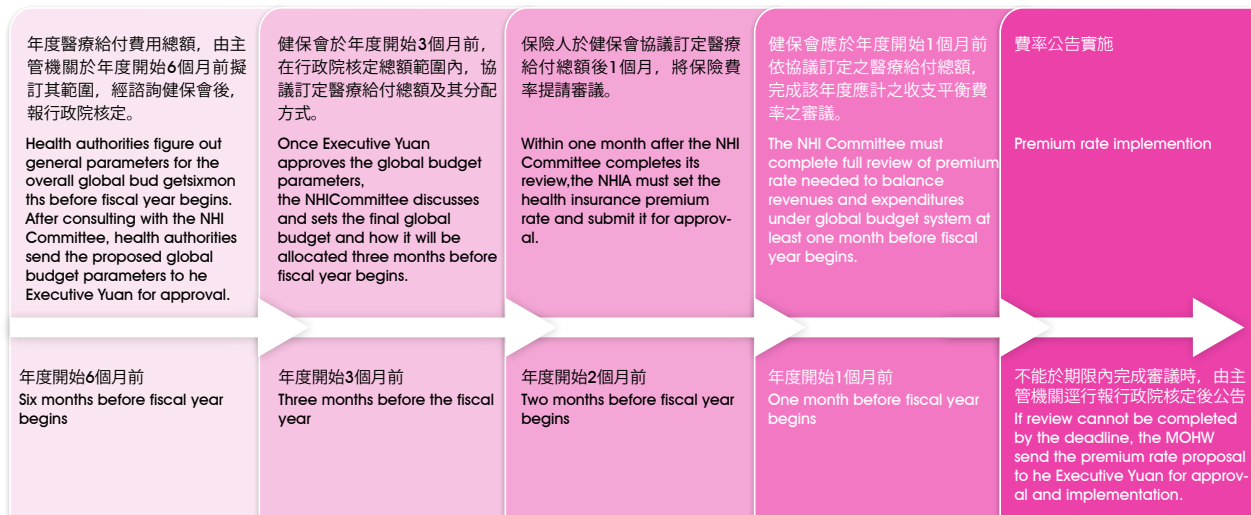 年度醫療給付費用總額，由主
管機關於年度開始6個月前擬
訂其範圍，經諮詢健保會後，
報行政院核定。
Health authorities figure out
general parameters for the
overall global bud getsixmon
ths before fiscal year begins.
After consulting with the NHI
Committee, health authorities
send the proposed global
budget parameters to he
Executive Yuan for approval.
年度開始6個月前
Six months before fiscal year
begins
健保會於年度開始3個月前，
在行政院核定總額範圍內，協
議訂定醫療給付總額及其分配
方式。
Once Executive Yuan
approves the global budget
parameters,
the NHICommittee discusses
and sets the final global
budget and how it will be
allocated three months before
fiscal year begins.
年度開始3個月前
Three months before the fiscal
year
保險人於健保會協議訂定醫療
給付總額後1個月，將保險費
率提請審議。
Within one month after the NHI
Committee completes its
review,the NHIA must set the
health insurance premium
rate and submit it for approv-
al.
年度開始2個月前
Two months before fiscal year
begins
健保會應於年度開始1個月前
依協議訂定之醫療給付總額，
完成該年度應計之收支平衡費
率之審議。
The NHI Committee must
complete full review of premium
rate needed to balance
revenues and expenditures
under global budget system at
least one month before fiscal
year begins.
年度開始1個月前
One month before fiscal year
begins
費率公告實施
Premium rate implemention
不能於期限內完成審議時，由主
管機關逕行報行政院核定後公告
If review cannot be completed
by the deadline, the MOHW
send the premium rate proposal
to he Executive Yuan for approv-
al and implementation.